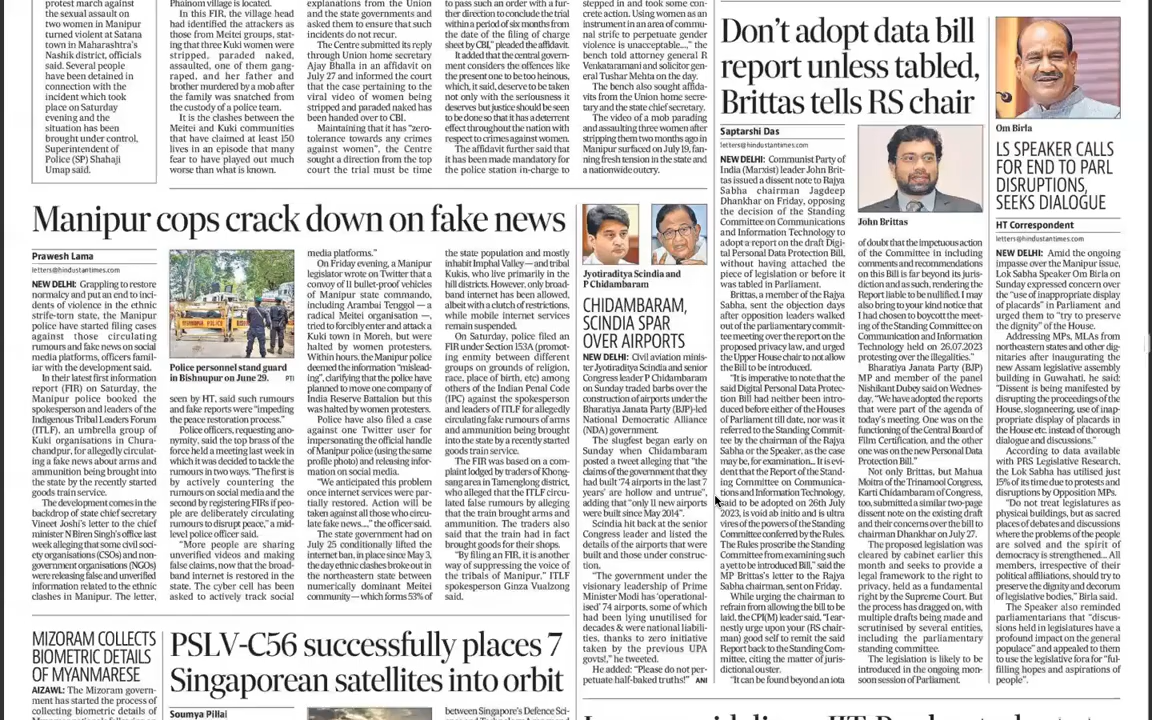 protest march against
the sexual assault on
two women in Manipur
turned violent at Satana
town in Maharashtra's
Nashik district, officials
said. Several people
have been detained in
connection with the
incident which took
place on Saturday
evening and the
situation has been
brought under control,
Superintendent of
Police (SP) Shahaji
Umap said.
Phainom village is located.
In this FIR, the village head
had identified the attackers as
those from Meitei groups, stat-
ing that three Kuki women were
stripped, paraded naked,
assaulted, one of them gang-
raped, and her father and
brother murdered by a mob after
the family was snatched from
the custody of a police team.
It is the clashes between the
Meitei and Kuki communities
that have claimed at least 150
lives in an episode that many
fear to have played out much
worse than what is known.
explanations from the Union
and the state governments and
asked them to ensure that such
incidents do not recur.
The Centre submitted its reply
through Union home secretary
Ajay Bhalla in an affidavit on
July 27 and informed the court
that the case pertaining to the
viral video of women being
stripped and paraded naked has
been handed over to CBI.
Maintaining that it has "zero-
tolerance towards any crimes
against women", the Centre
sought a direction from the top
court the trial must be time
to pass such an order with a fur-
ther direction to conclude the trial
within a period of six months from
the date of the filing of charge
sheet by CBI," pleaded the affidavit.
It added that the central govern-
ment considers the offences like
the present one to be too heinous,
which, it said, deserve to be taken
not only with the seriousness it
deserves but justice should be seen
to be done so that it has a deterrent
effect throughout the nation with
respect to crimes against women.
The affidavit further said that
it has been made mandatory for
the police station in-charge to
stepped in and took some con-
crete action. Using women as an
instrument in an area of commu-
nal strife to perpetrate gender
violence is unacceptable...," the
bench told attorney general R
Venkataramani and solicitor gen-
eral Tushar Mehta on the day.
The bench also sought affida-
vits from the Union home secre-
tary and the state chief secretary.
The video of a mob parading
and assaulting three women after
stripping them two months ago in
Manipur surfaced on July 19, fan-
ning fresh tension in the state and
a nationwide outcry.
Manipur cops crack down on fake news
Prawesh Lama
letters@hindustantimes.com
NEW DELHI: Grappling to restore
normalcy and put an end to inci-
dents of violence in the ethnic
strife-torn state, the Manipur
police have started filing cases
against those circulating
rumours and fake news on social
media platforms, officers famil-
iar with the development said.
In their latest first information
report (FIR) on Saturday, the
Manipur police booked the
spokesperson and leaders of the
Indigenous Tribal Leaders Forum
(ITLF), an umbrella group of
Kuki organisations in Chura-
chandpur, for allegedly circulat-
ing a fake news about arms and
ammunition being brought into
the state by the recently started
goods train service.
The development comes in the
backdrop of state chief secretary
Vineet Joshi's letter to the chief
minister N Biren Singh's office last
week alleging that some civil soci-
ety organisations (CSOs) and non-
government organisations (NGOs)
were releasing false and unverified
information related to the ethnic
clashes in Manipur. The letter,
MANIPUR POLICE
Police personnel stand guard
in Bishnupur on June 29. PTI
seen by HT, said such rumours
and fake reports were "impeding
the peace restoration process."
Police officers, requesting ano-
nymity, said the top brass of the
force held a meeting last week in
which it was decided to tackle the
rumours in two ways. "The first is
by actively countering the
rumours on social media and the
second by registering FIRs if peo-
ple are deliberately circulating
rumours to disrupt peace," a mid-
level police officer said.
"More people are sharing
unverified videos and making
false claims, now that the broad-
band internet is restored in the
state. The cyber cell has been
asked to actively track social
media platforms."
On Friday evening, a Manipur
legislator wrote on Twitter that a
convoy of 11 bullet-proof vehicles
of Manipur state commando,
including Arambai Tenggol — a
radical Meitei organisation —,
tried to forcibly enter and attack a
Kuki town in Moreh, but were
halted by women protesters.
Within hours, the Manipur police
deemed the information "mislead-
ing", clarifying that the police have
planned to move one company of
India Reserve Battalion but this
was halted by women protesters.
Police have also filed a case
against one Twitter user for
impersonating the official handle
of Manipur police (using the same
profile photo) and releasing infor-
mation on social media.
"We anticipated this problem
once internet services were par-
tially restored. Action will be
taken against all those who circu-
late fake news...," the officer said.
The state government had on
July 25 conditionally lifted the
internet ban, in place since May 3,
the day ethnic clashes broke out in
the northeastern state between
numerically dominant Meitei
community — which forms 53% of
the state population and mostly
inhabit Imphal Valley — and tribal
Kukis, who live primarily in the
hill districts. However, only broad-
band internet has been allowed,
albeit with a clutch of restrictions,
while mobile internet services
remain suspended.
On Saturday, police filed an
FIR under Section 153A (promot-
ing enmity between different
groups on grounds of religion,
race, place of birth, etc) among
others of the Indian Penal Code
(IPC) against the spokesperson
and leaders of ITLF for allegedly
circulating fake rumours of arms
and ammunition being brought
into the state by a recently started
goods train service.
The FIR was based on a com-
plaint lodged by traders of Khong-
sang area in Tamenglong district,
who alleged that the ITLF circu-
lated false rumours by alleging
that the train brought arms and
ammunition. The traders also
said that the train had in fact
brought goods for their shops.
"By filing an FIR, it is another
way of suppressing the voice of
the tribals of Manipur," ITLF
spokesperson Ginza Vualzong
said.
Jyotiraditya Scindia and
P Chidambaram
CHIDAMBARAM,
SCINDIA SPAR
OVER AIRPORTS
NEW DELHI: Civil aviation minis-
ter Jyotiraditya Scindia and senior
Congress leader P Chidambaram
on Sunday traded barbs over the
construction of airports under the
Bharatiya Janata Party (BJP)-led
National Democratic Alliance
(NDA) government.
The slugfest began early on
Sunday when Chidambaram
posted a tweet alleging that "the
claims of the government that they
had built '74 airports in the last 7
years' are hollow and untrue",
adding that "only 11 new airports
were built since May 2014".
Scindia hit back at the senior
Congress leader and listed the
details of the airports that were
built and those under construc-
tion.
"The government under the
visionary leadership of Prime
Minister Modi has 'operational-
ised' 74 airports, some of which
had been lying unutilised for
decades & were national liabili-
ties, thanks to zero initiative
taken by the previous UPA
govts!," he tweeted.
He added: "Please do not per-
petuate half-baked truths!" ANI
Don't adopt data bill
report unless tabled,
Brittas tells RS chair
Saptarshi Das
letters@hindustantimes.com
NEW DELHI: Communist Party of
India (Marxist) leader John Brit-
tas issued a dissent note to Rajya
Sabha chairman Jagdeep
Dhankhar on Friday, opposing
the decision of the Standing
Committee on Communications
and Information Technology to
adopt a report on the draft Digi-
tal Personal Data Protection Bill,
without having the attached
piece of legislation or before it
was tabled in Parliament.
Brittas, a member of the Rajya
Sabha, sent the objection days
after opposition leaders walked
out of the parliamentary commit-
tee meeting over the report on the
proposed privacy law, and urged
the Upper House chair to not allow
the Bill to be introduced.
"It is imperative to note that the
said Digital Personal Data Protec-
tion Bill had neither been intro-
duced before either of the Houses
of Parliament till date, nor was it
referred to the Standing Commit-
tee by the chairman of the Rajya
Sabha or the Speaker, as the case
may be, for examination... It is evi-
dent that the Report of the Stand-
ing Committee on Communica-
tions and Information Technology,
said to be adopted on 26th July
2023, is void ab initio and is ultra
vires of the powers of the Standing
Committee conferred by the Rules.
The Rules proscribe the Standing
Committee from examining such
a yet to be introduced Bill," said the
MP Brittas's letter to the Rajya
Sabha chairman, sent on Friday.
While urging the chairman to
refrain from allowing the bill to be
laid, the CPI(M) leader said, "I ear-
nestly urge upon your (RS chair-
man) good self to remit the said
Report back to the Standing Com-
mittee, citing the matter of juris-
dictional ouster.
"It can be found beyond an iota
John Brittas
of doubt that the impetuous action
of the Committee in including
comments and recommendations
on this Bill is far beyond its juris-
diction and as such, rendering the
Report liable to be nullified. I may
also bring to your kind notice that
I had chosen to boycott the meet-
ing of the Standing Committee on
Communication and Information
Technology held on 26.07.2023
protesting over the illegalities."
Bharatiya Janata Party (BJP)
MP and member of the panel
Nishikant Dubey said on Wednes-
day, "We have adopted the reports
that were part of the agenda of
today's meeting. One was on the
functioning of the Central Board of
Film Certification, and the other
one was on the new Personal Data
Protection Bill."
Not only Brittas, but Mahua
Moitra of the Trinamool Congress,
Karti Chidambaram of Congress,
too, submitted a similar two-page
dissent note on the existing draft
and their concerns over the bill to
chairman Dhankhar on July 27.
The proposed legislation was
cleared by cabinet earlier this
month and seeks to provide a
legal framework to the right to
privacy, held as a fundamental
right by the Supreme Court. But
the process has dragged on, with
multiple drafts being made and
scrutinised by several entities,
including the parliamentary
standing committee.
The legislation is likely to be
introduced in the ongoing mon-
soon session of Parliament.
Om Birla
LS SPEAKER CALLS
FOR END TO PARL
DISRUPTIONS,
SEEKS DIALOGUE
HT Correspondent
letters@hindustantimes.com
NEW DELHI: Amid the ongoing
impasse over the Manipur issue,
Lok Sabha Speaker Om Birla on
Sunday expressed concern over
the "use of inappropriate display
of placards" in Parliament and
urged them to "try to preserve
the dignity" of the House.
Addressing MPs, MLAs from
northeastern states and other dig-
nitaries after inaugurating the
new Assam legislative assembly
building in Guwahati, he said:
"Dissent is being manifested by
disrupting the proceedings of the
House, sloganeering, use of inap-
propriate display of placards in
the House etc. instead of thorough
dialogue and discussions."
According to data available
with PRS Legislative Research,
the Lok Sabha has utilised just
15% of its time due to protests and
disruptions by Opposition MPs.
"Do not treat legislatures as
physical buildings, but as sacred
places of debates and discussions
where the problems of the people
are solved and the spirit of
democracy is strengthened... All
members, irrespective of their
political affiliations, should try to
preserve the dignity and decorum
of legislative bodies," Birla said.
The Speaker also reminded
parliamentarians that "discus-
sions held in legislatures have a
profound impact on the general
populace" and appealed to them
to use the legislative fora for "ful-
filling hopes and aspirations of
people".
MIZORAM COLLECTS
BIOMETRIC DETAILS
OF MYANMARESE
AIZAWL: The Mizoram govern-
ment has started the process of
collecting biometric details of
PSLV-C56 successfully places 7
Singaporean satellites into orbit
Soumya Pillai
between Singapore's Defence Sci-